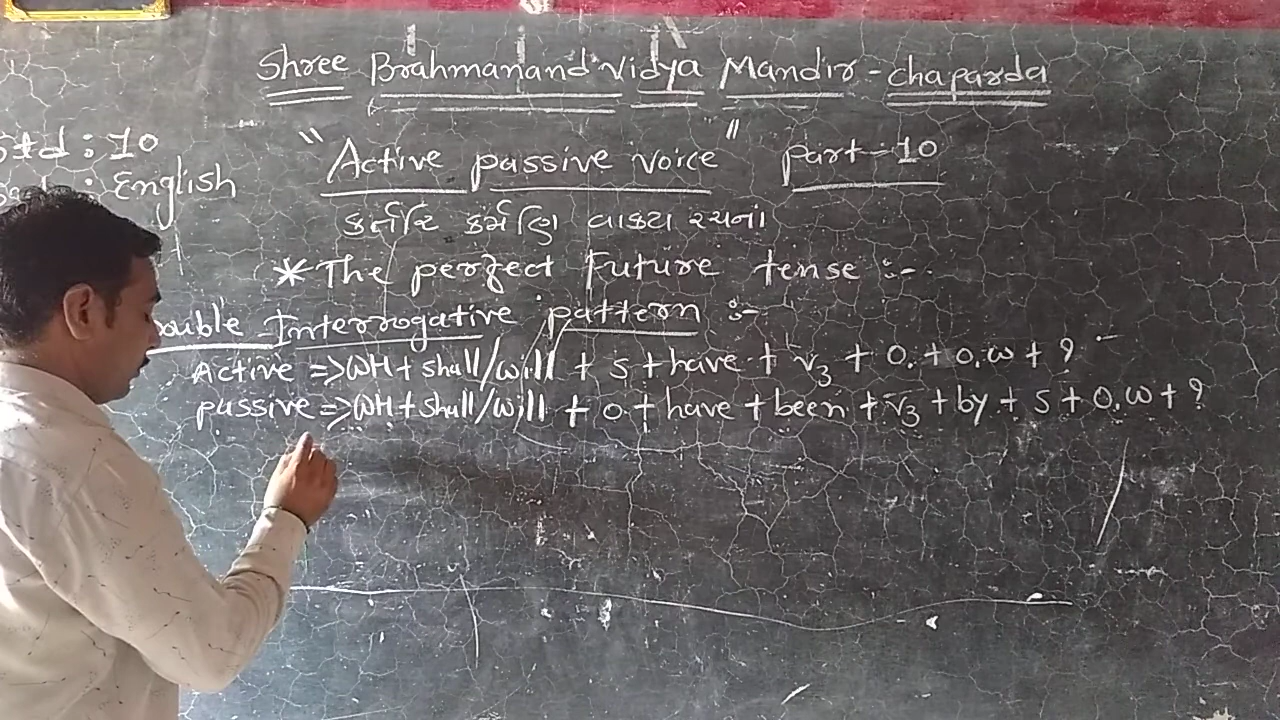 Shree Brahmanand Vidya Mandir - chaparda
Std : 10
: English
"Active passive voice" part - 10
કર્તરિ કર્મણિ વાક્ય રચના
* The perfect Future tense :-
Interrogative pattern :-
Active => WH + shall/will + S + have + V3 + O. + O.W + ?
passive => WH + shall/will + O + have + been + V3 + by + S + O.W + ?